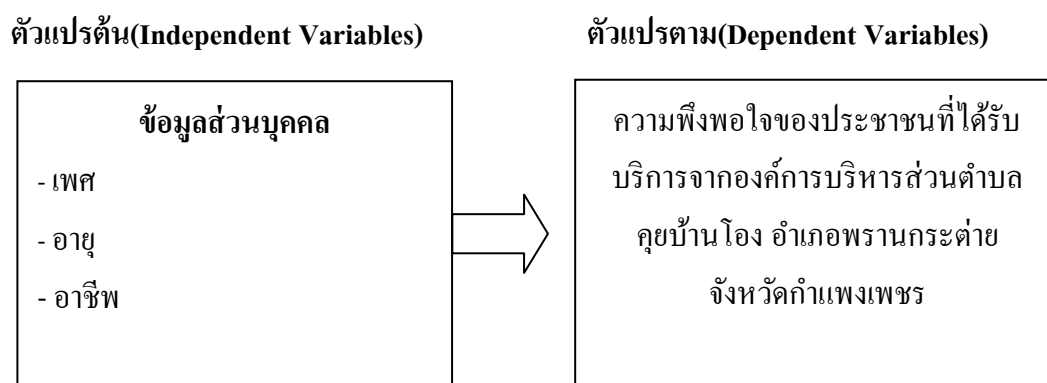 ตัวแปรต้น(Independent Variables)
ตัวแปรตาม(Dependent Variables)
ข้อมูลส่วนบุคคล
- เพศ
- อายุ
- อาชีพ
ความพึงพอใจของประชาชนที่ได้รับ
บริการจากองค์การบริหารส่วนตำบล
คุยบ้านโอง อำเภอพรานกระต่าย
จังหวัดกำแพงเพชร